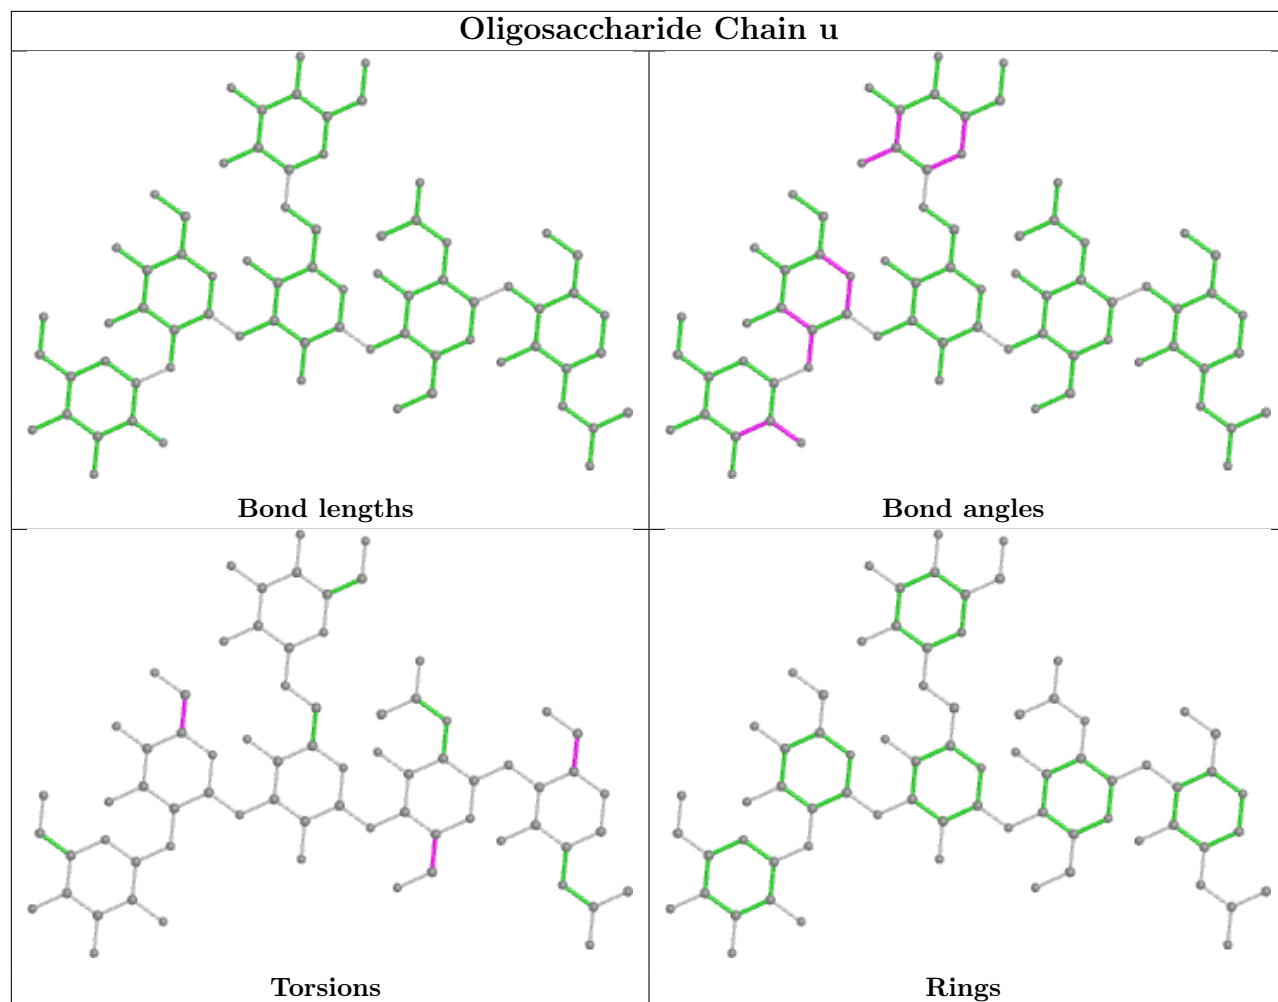 Oligosaccharide Chain u
Bond lengths
Bond angles
Torsions
Rings